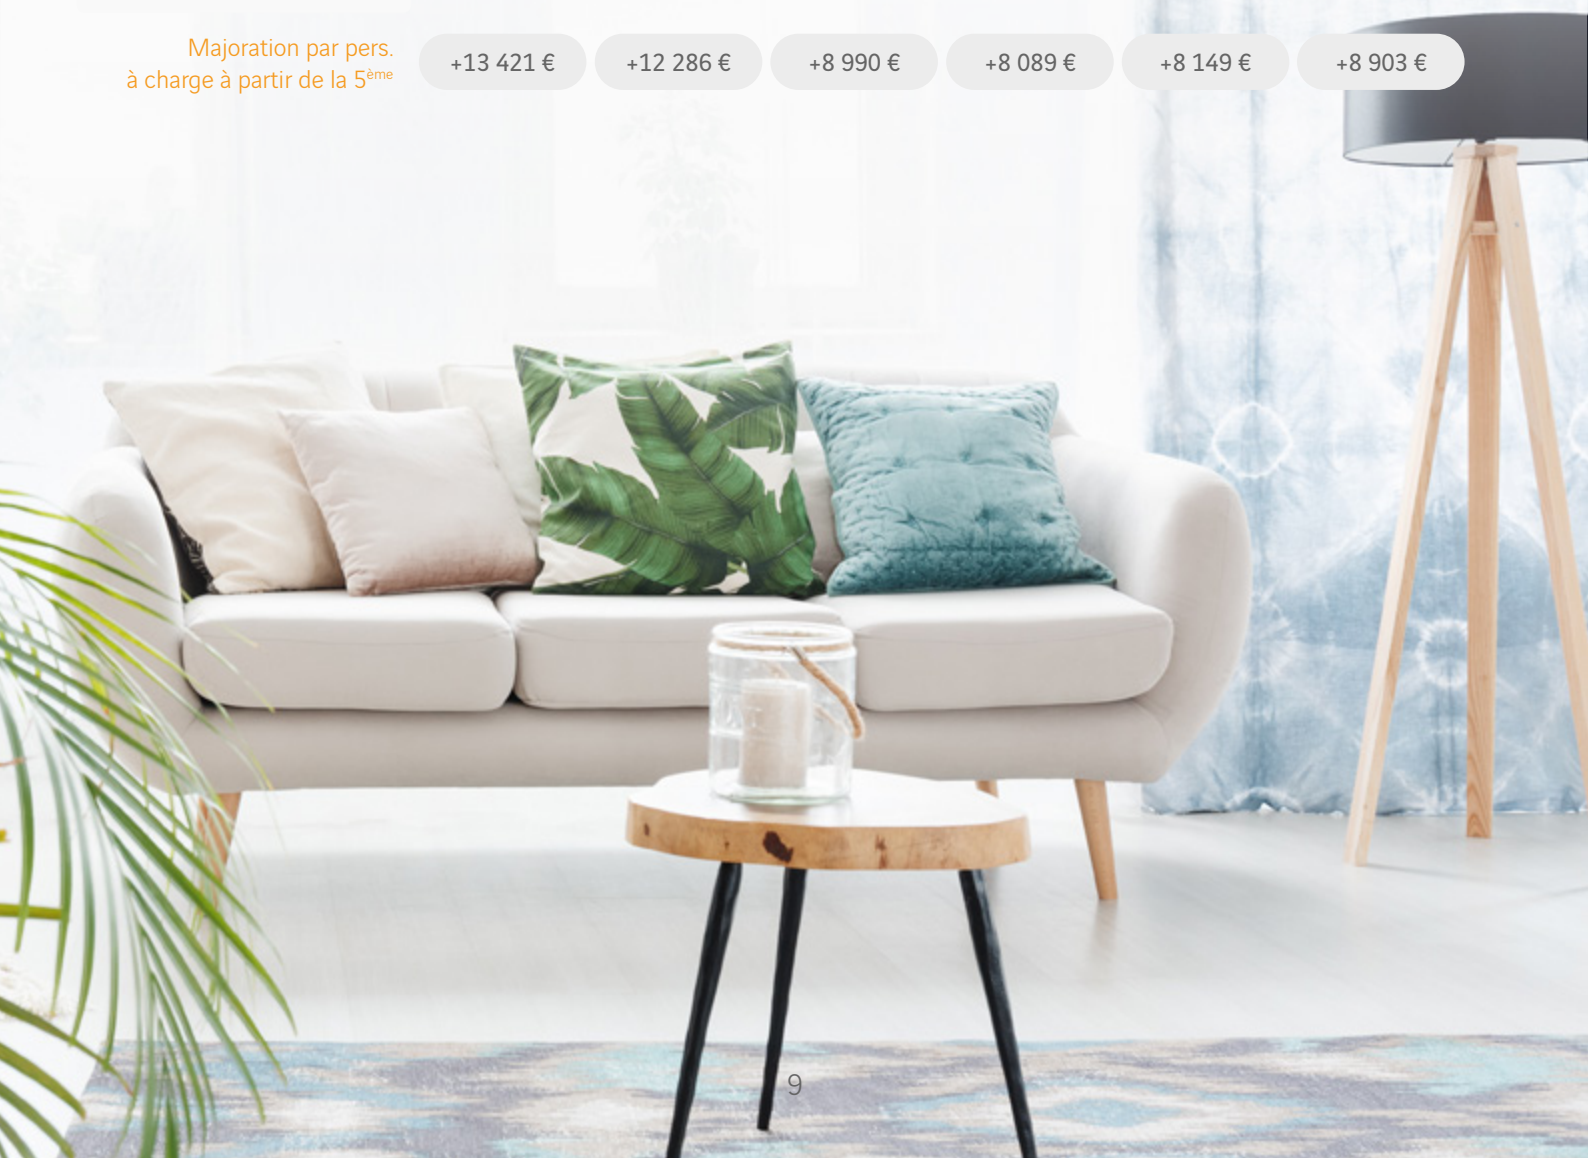 Majoration par pers.
à charge à partir de la 5ème
+13 421 € +12 286 € +8 990 € +8 089 € +8 149 € +8 903 €
9